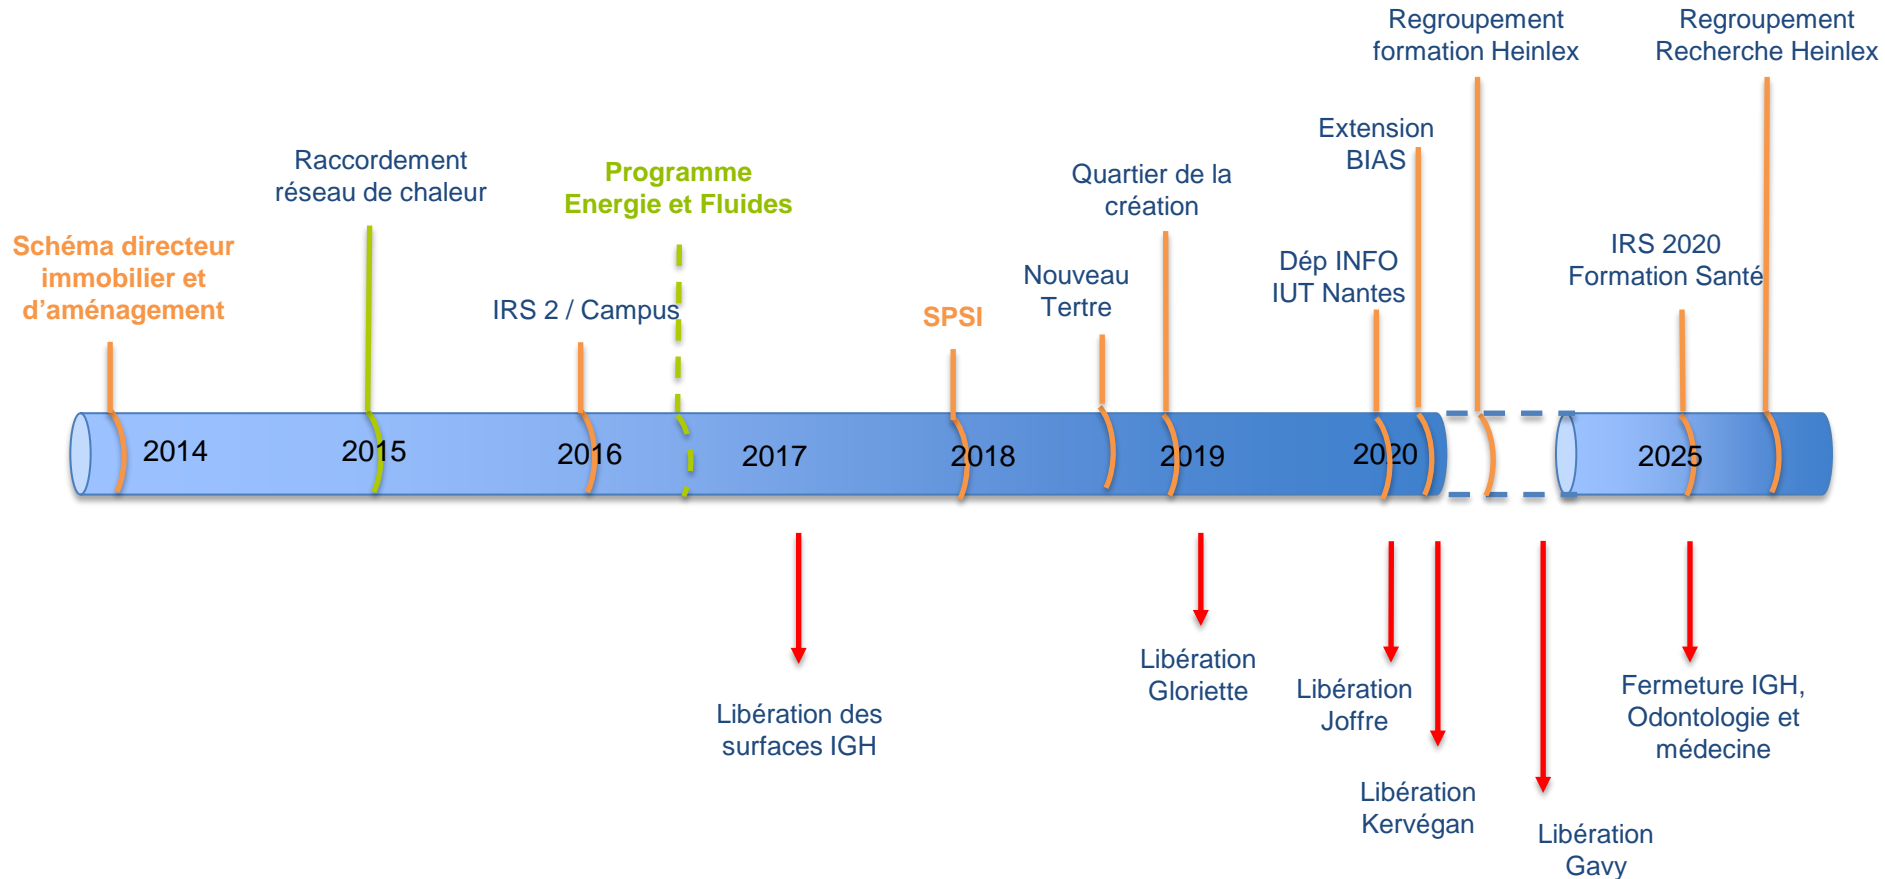 Regroupement
formation Heinlex
Regroupement
Recherche Heinlex
Extension
BIAS
Raccordement
réseau de chaleur
Programme
Energie et Fluides
Quartier de la
création
Schéma directeur
immobilier et
d’aménagement
IRS 2 / Campus
SPSI
Nouveau
Tertre
Dép INFO
IUT Nantes
IRS 2020
Formation Santé
2014
2015
2016
2017
2018
2019
2020
2025
Libération des
surfaces IGH
Libération
Gloriette
Libération
Joffre
Libération
Kervégan
Libération
Gavy
Fermeture IGH,
Odontologie et
médecine